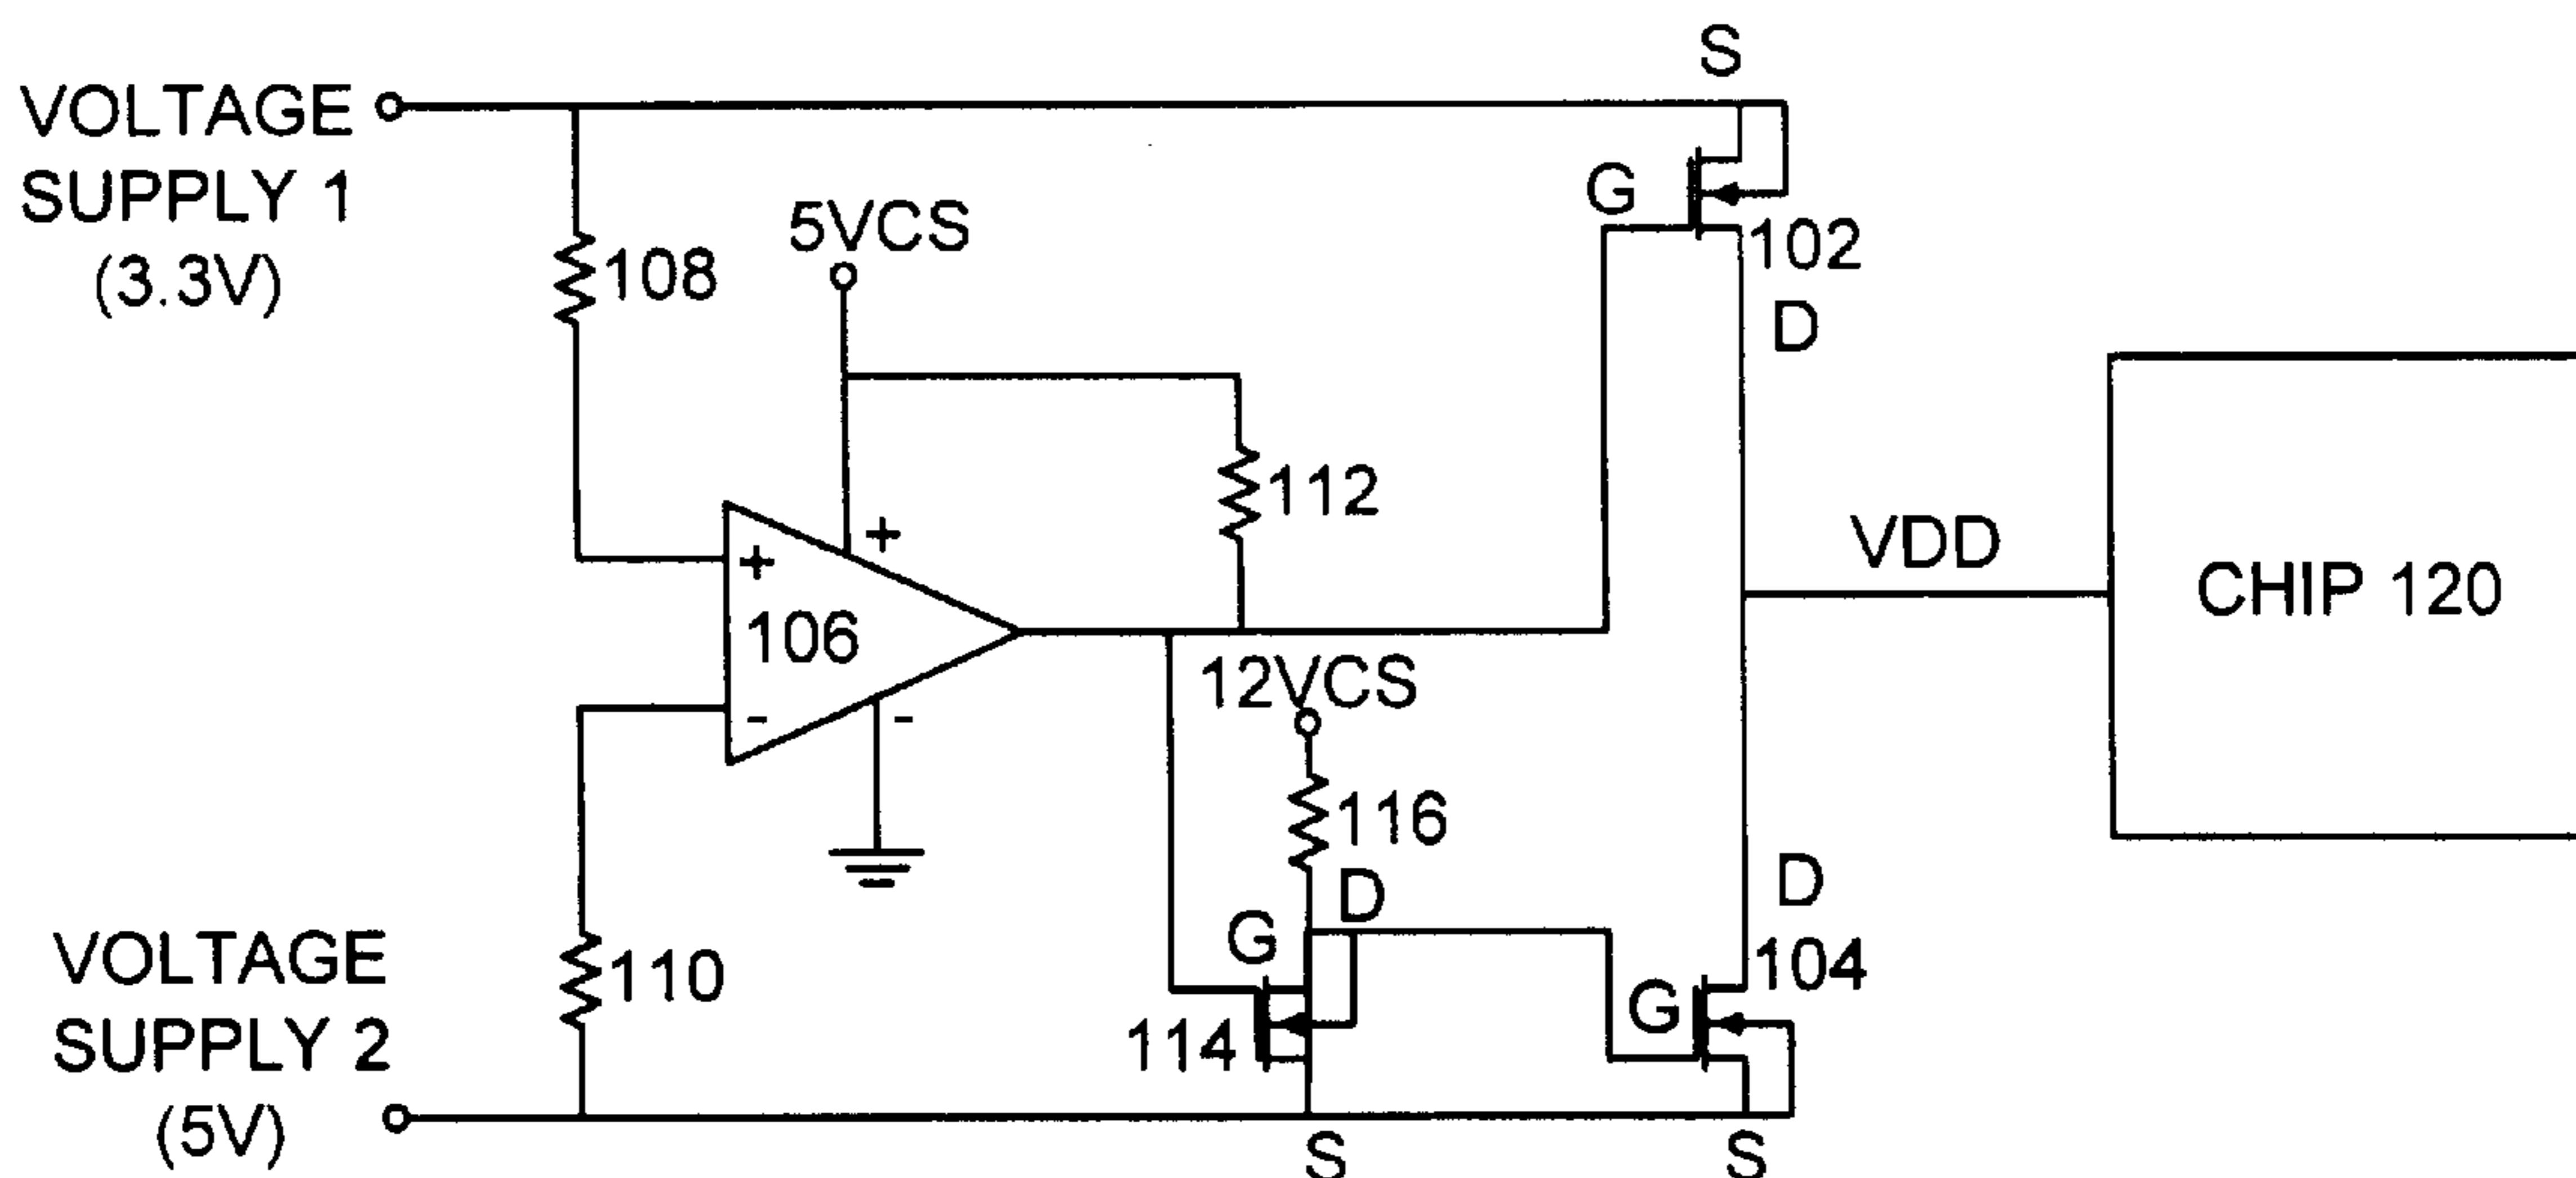 S
VOLTAGE
SUPPLY 1
(3.3V)
G
102
D
5VCS
108
112
+
+
106
-
-
VDD
CHIP 120
12VCS
116
D
G
114
D
104
G
VOLTAGE
SUPPLY 2
(5V)
110
S
S